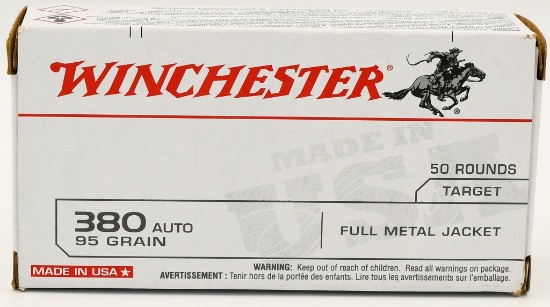 WINCHESTER®
MADE IN
USA
50 ROUNDS
TARGET
380 AUTO
95 GRAIN
FULL METAL JACKET
MADE IN USA★
WARNING: Keep out of reach of children. Read all warnings on package.
AVERTISSEMENT : Tenir hors de la portée des enfants. Lire tous les avertissements sur emballage.